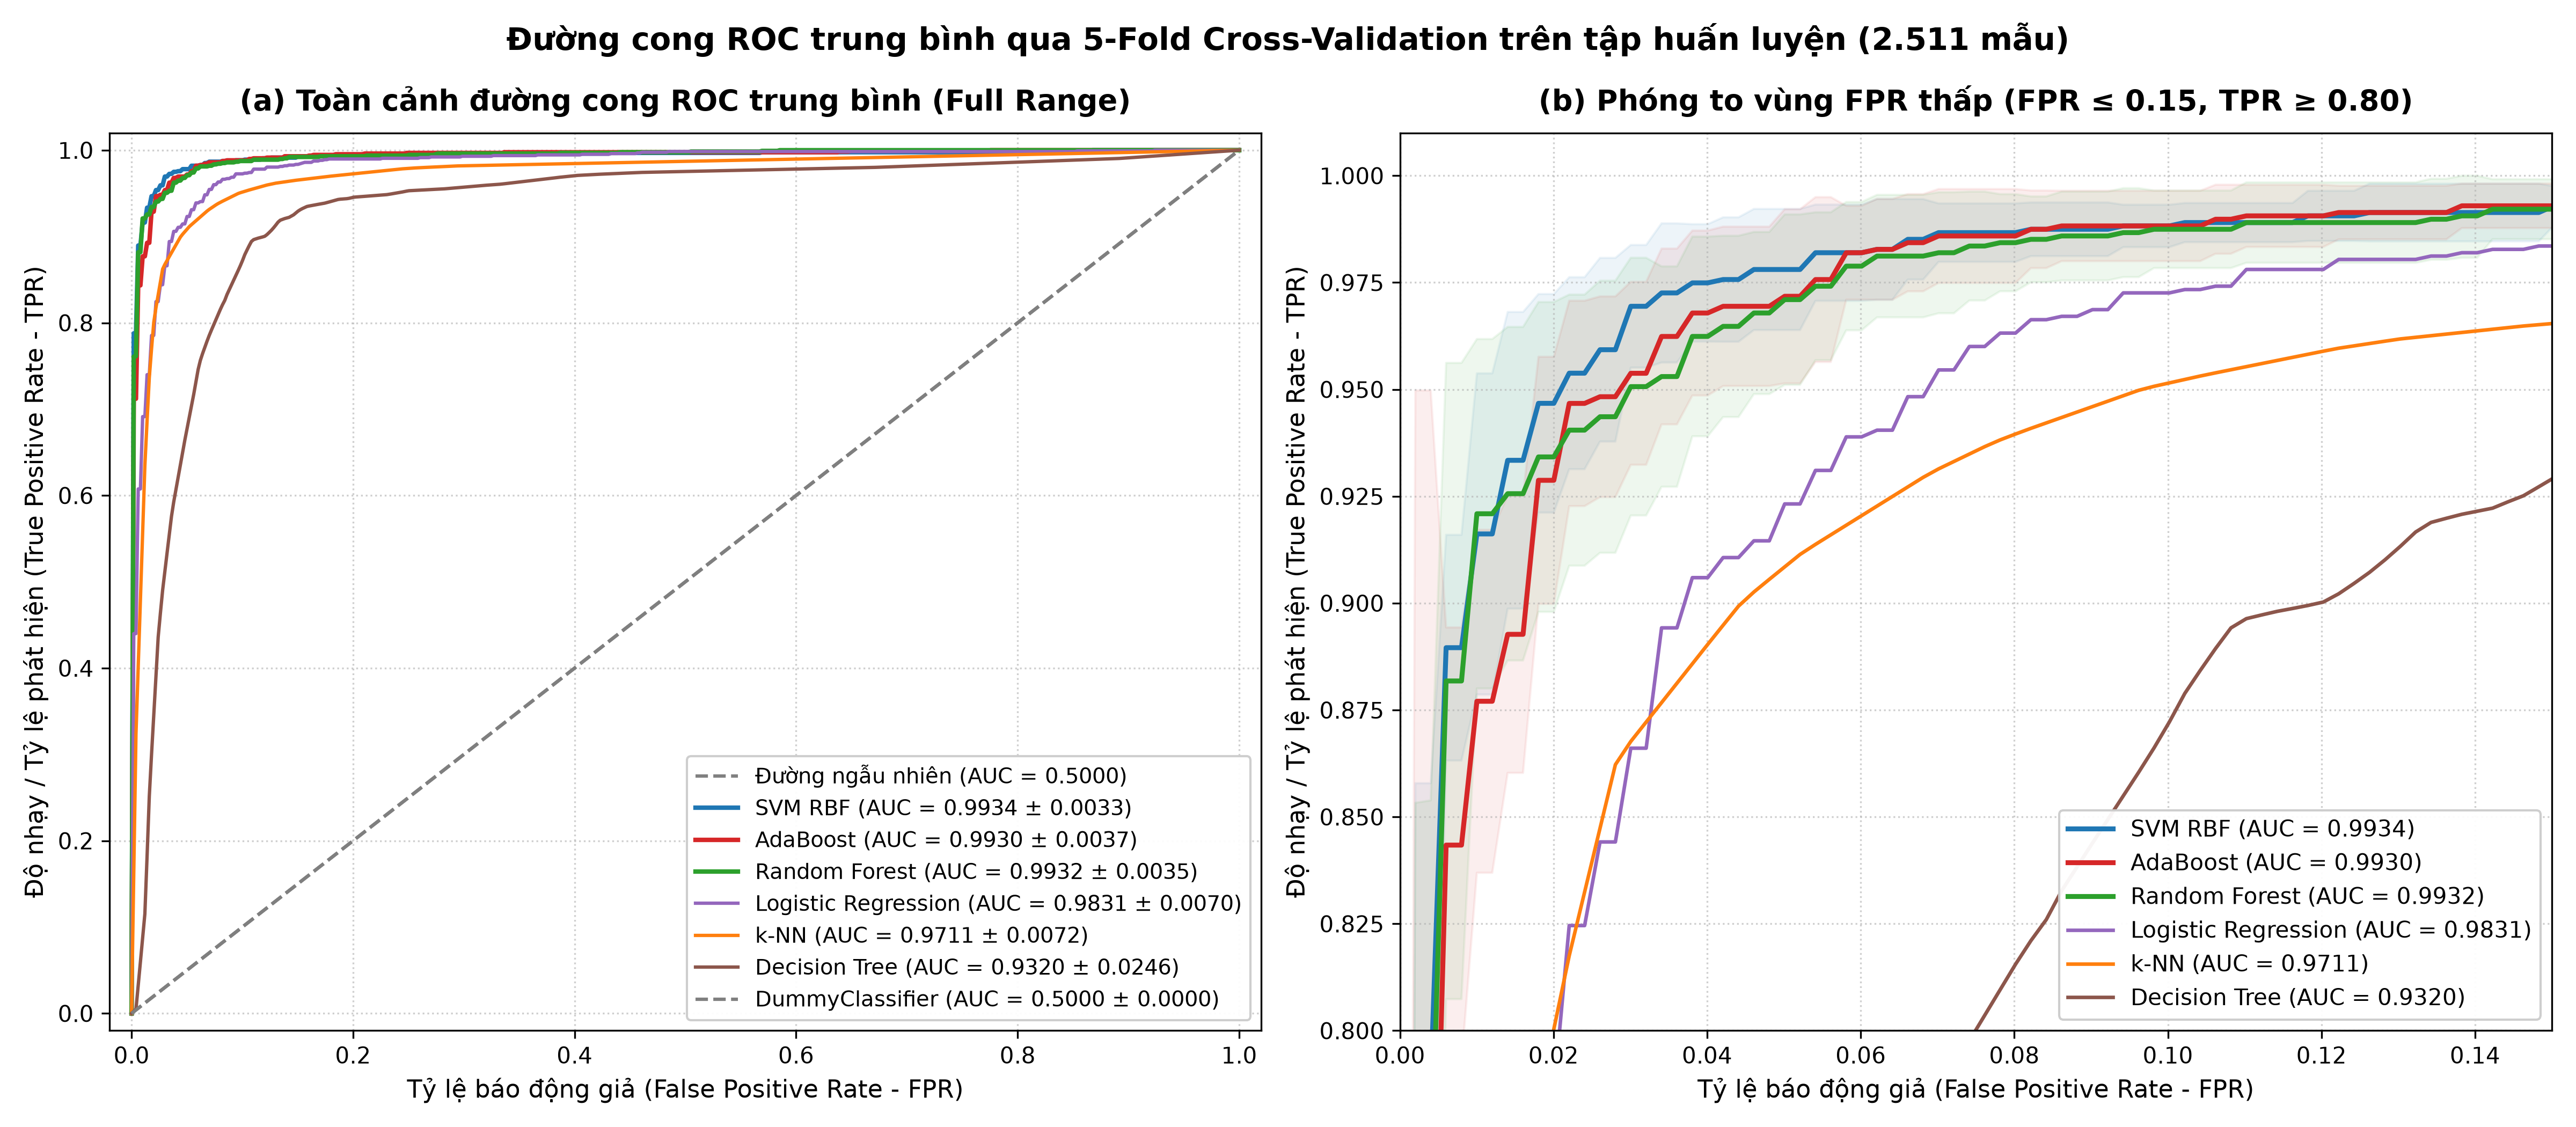 Đường cong ROC trung bình qua 5-Fold Cross-Validation trên tập huấn luyện (2.511 mẫu)
(a) Toàn cảnh đường cong ROC trung bình (Full Range)
Độ nhạy / Tỷ lệ phát hiện (True Positive Rate - TPR)
1.0
0.8
0.6
0.4
0.2
0.0
Đường ngẫu nhiên (AUC = 0.5000)
SVM RBF (AUC = 0.9934 ± 0.0033)
AdaBoost (AUC = 0.9930 ± 0.0037)
Random Forest (AUC = 0.9932 ± 0.0035)
Logistic Regression (AUC = 0.9831 ± 0.0070)
k-NN (AUC = 0.9711 ± 0.0072)
Decision Tree (AUC = 0.9320 ± 0.0246)
DummyClassifier (AUC = 0.5000 ± 0.0000)
0.0 0.2 0.4 0.6 0.8 1.0
Tỷ lệ báo động giả (False Positive Rate - FPR)
(b) Phóng to vùng FPR thấp (FPR ≤ 0.15, TPR ≥ 0.80)
Độ nhạy / Tỷ lệ phát hiện (True Positive Rate - TPR)
1.000
0.975
0.950
0.925
0.900
0.875
0.850
0.825
0.800
SVM RBF (AUC = 0.9934)
AdaBoost (AUC = 0.9930)
Random Forest (AUC = 0.9932)
Logistic Regression (AUC = 0.9831)
k-NN (AUC = 0.9711)
Decision Tree (AUC = 0.9320)
0.00 0.02 0.04 0.06 0.08 0.10 0.12 0.14
Tỷ lệ báo động giả (False Positive Rate - FPR)